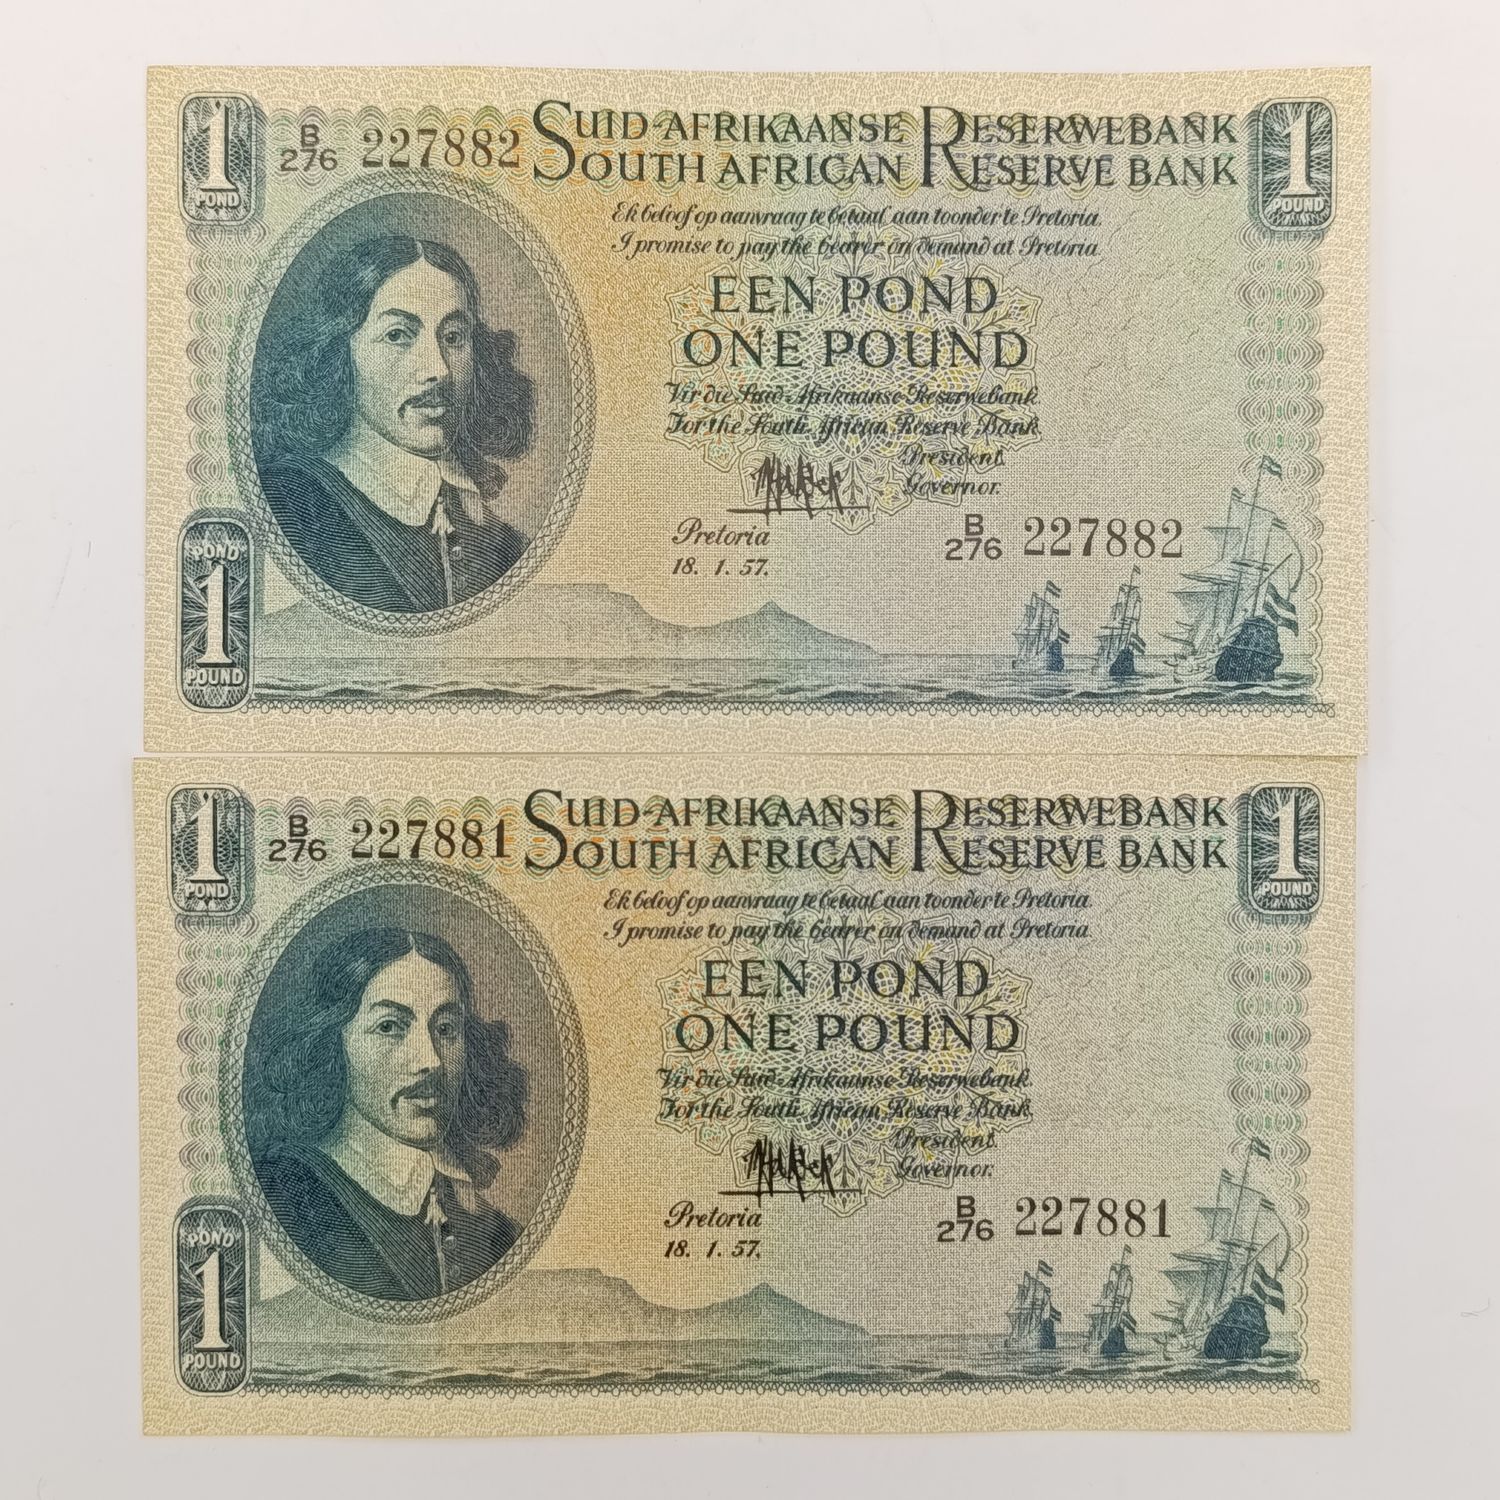 1
POND
B
276 227882
SUID-AFRIKAANSE RESERWEBANK
SOUTH AFRICAN RESERVE BANK
1
POUND
Ek beloof op aanvraag te betaal aan toonder te Pretoria.
I promise to pay the bearer on demand at Pretoria
EEN POND
ONE POUND
Vir die Suid-Afrikaanse Reserwebank
For the South African Reserve Bank
President.
Governor.
Pretoria
18. 1. 57.
B
276 227882
POND
1
POUND
1
POND
B
276 227881
SUID-AFRIKAANSE RESERWEBANK
SOUTH AFRICAN RESERVE BANK
1
POUND
Ek beloof op aanvraag te betaal aan toonder te Pretoria.
I promise to pay the bearer on demand at Pretoria
EEN POND
ONE POUND
Vir die Suid-Afrikaanse Reserwebank
For the South African Reserve Bank
President.
Governor.
Pretoria
18. 1. 57.
B
276 227881
POND
1
POUND